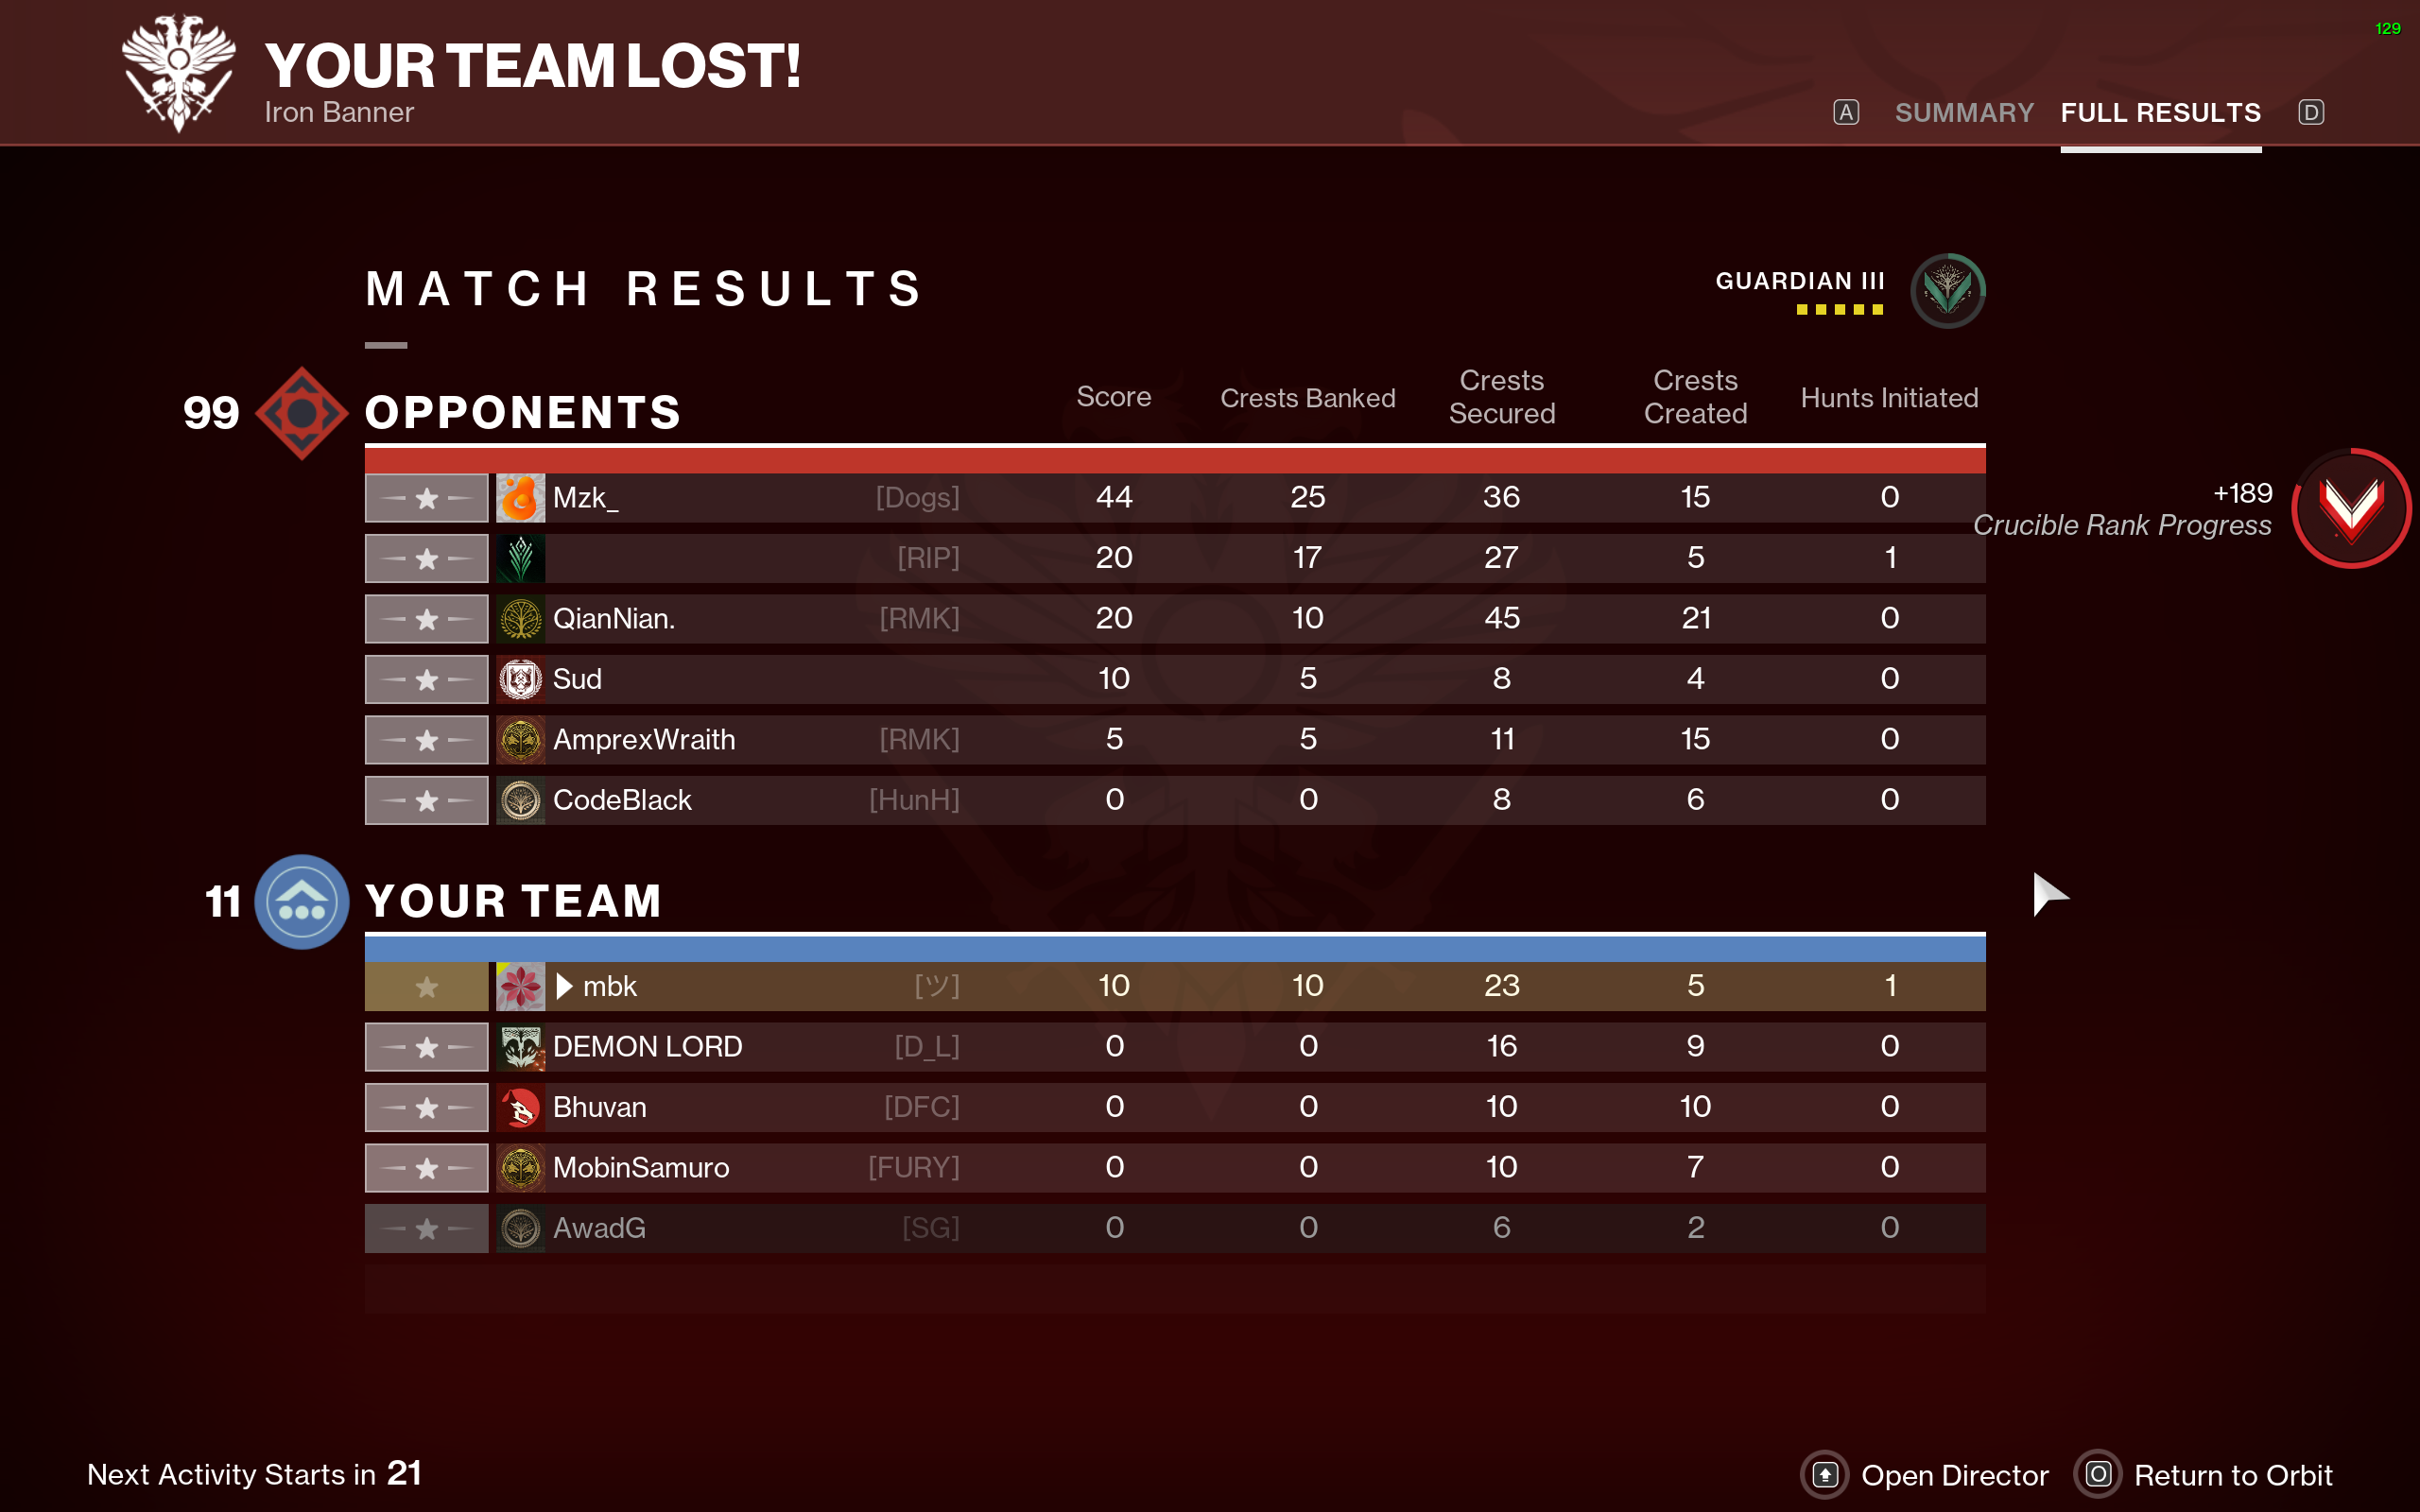 129
YOUR TEAM LOST!
Iron Banner
A SUMMARY FULL RESULTS D
MATCH RESULTS
GUARDIAN III
99 OPPONENTS Score Crests Banked Crests Secured Crests Created Hunts Initiated
Mzk_ [Dogs] 44 25 36 15 0
+189
Crucible Rank Progress
[RIP] 20 17 27 5 1
QianNian. [RMK] 20 10 45 21 0
Sud 10 5 8 4 0
AmprexWraith [RMK] 5 5 11 15 0
CodeBlack [HunH] 0 0 8 6 0
11 YOUR TEAM
mbk [ツ] 10 10 23 5 1
DEMON LORD [D_L] 0 0 16 9 0
Bhuvan [DFC] 0 0 10 10 0
MobinSamuro [FURY] 0 0 10 7 0
AwadG [SG] 0 0 6 2 0
Next Activity Starts in 21
Open Director O Return to Orbit